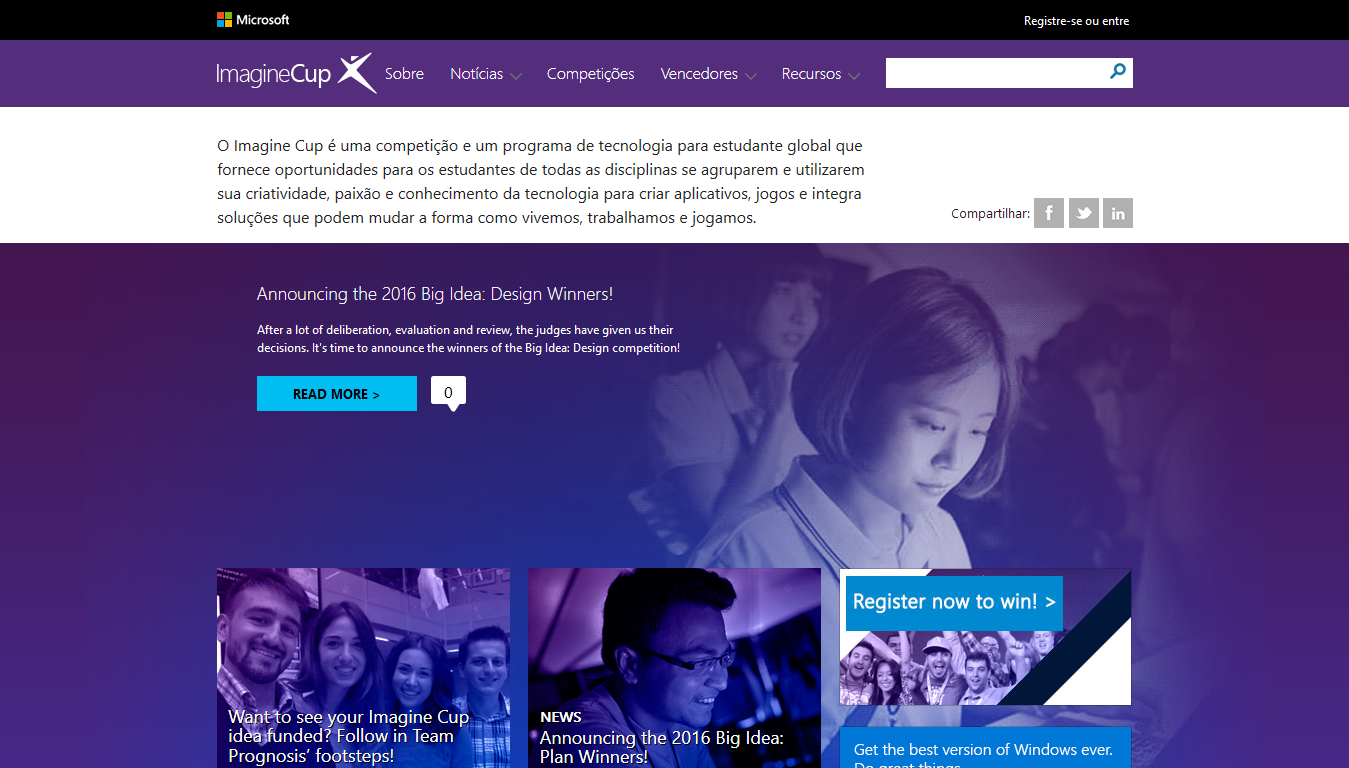 Microsoft
Registre-se ou entre
ImagineCup
Sobre
Notícias
Competições
Vencedores
Recursos
O Imagine Cup é uma competição e um programa de tecnologia para estudante global que
fornece oportunidades para os estudantes de todas as disciplinas se agruparem e utilizarem
sua criatividade, paixão e conhecimento da tecnologia para criar aplicativos, jogos e integra
soluções que podem mudar a forma como vivemos, trabalhamos e jogamos.
Compartilhar:
Announcing the 2016 Big Idea: Design Winners!
After a lot of deliberation, evaluation and review, the judges have given us their
decisions. It's time to announce the winners of the Big Idea: Design competition!
READ MORE >
0
Want to see your Imagine Cup
idea funded? Follow in Team
Prognosis’ footsteps!
NEWS
Announcing the 2016 Big Idea:
Plan Winners!
Register now to win! >
Get the best version of Windows ever.
Do great things.